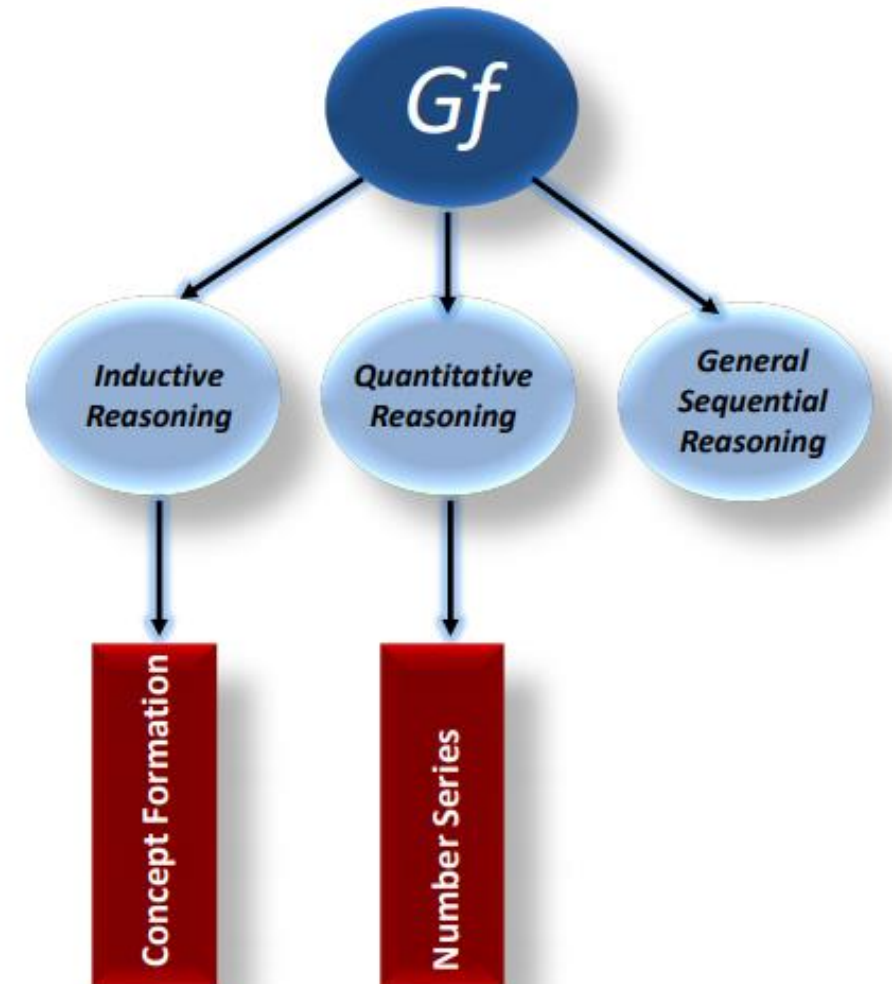 Gf
Inductive
Reasoning
Quantitative
Reasoning
General
Sequential
Reasoning
Concept Formation
Number Series